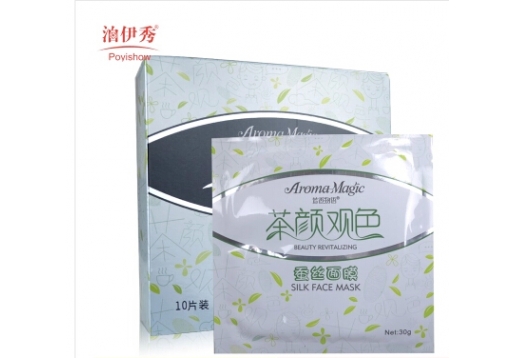 伊秀
Poyishow
Aroma Magic
10片装
Aroma Magic
茶颜观色
BEAUTY REVITALIZING
蚕丝面膜
SILK FACE MASK
Net:30g